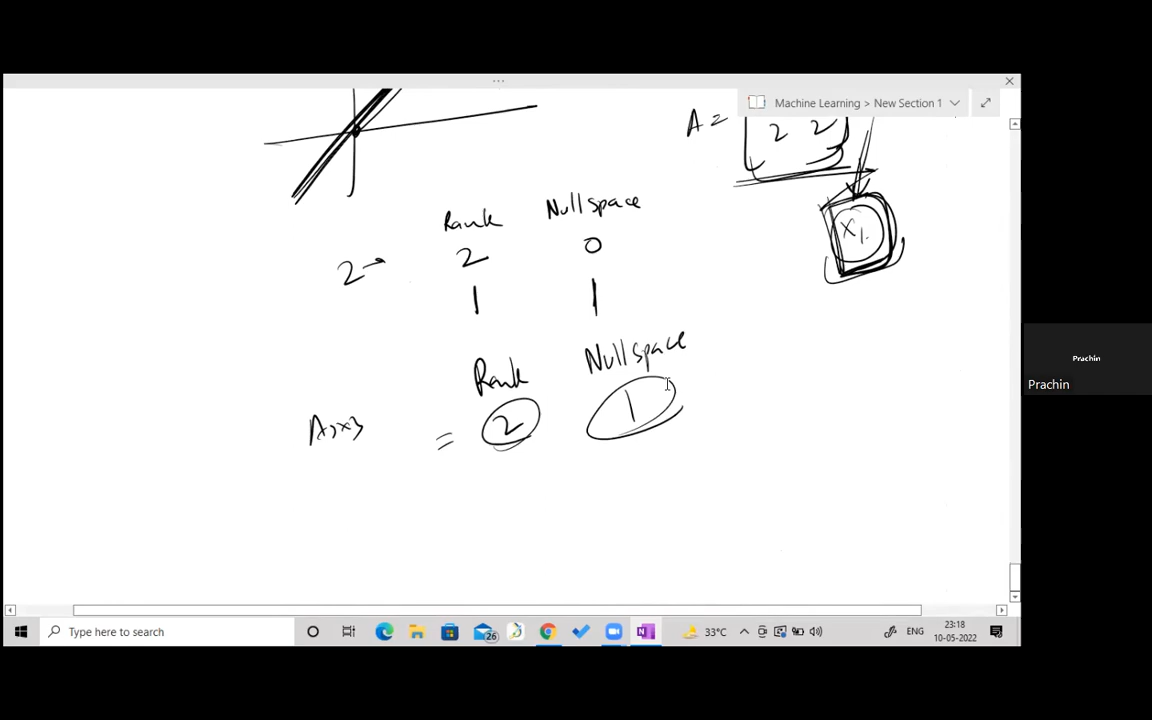 Machine Learning > New Section 1
A =
2 2
Rank Nullspace
x1
2 → 2 0
1 1
Rank Nullspace
= 2 1
Prachin
Prachin
Type here to search
26
33°C
ENG
23:18
10-05-2022